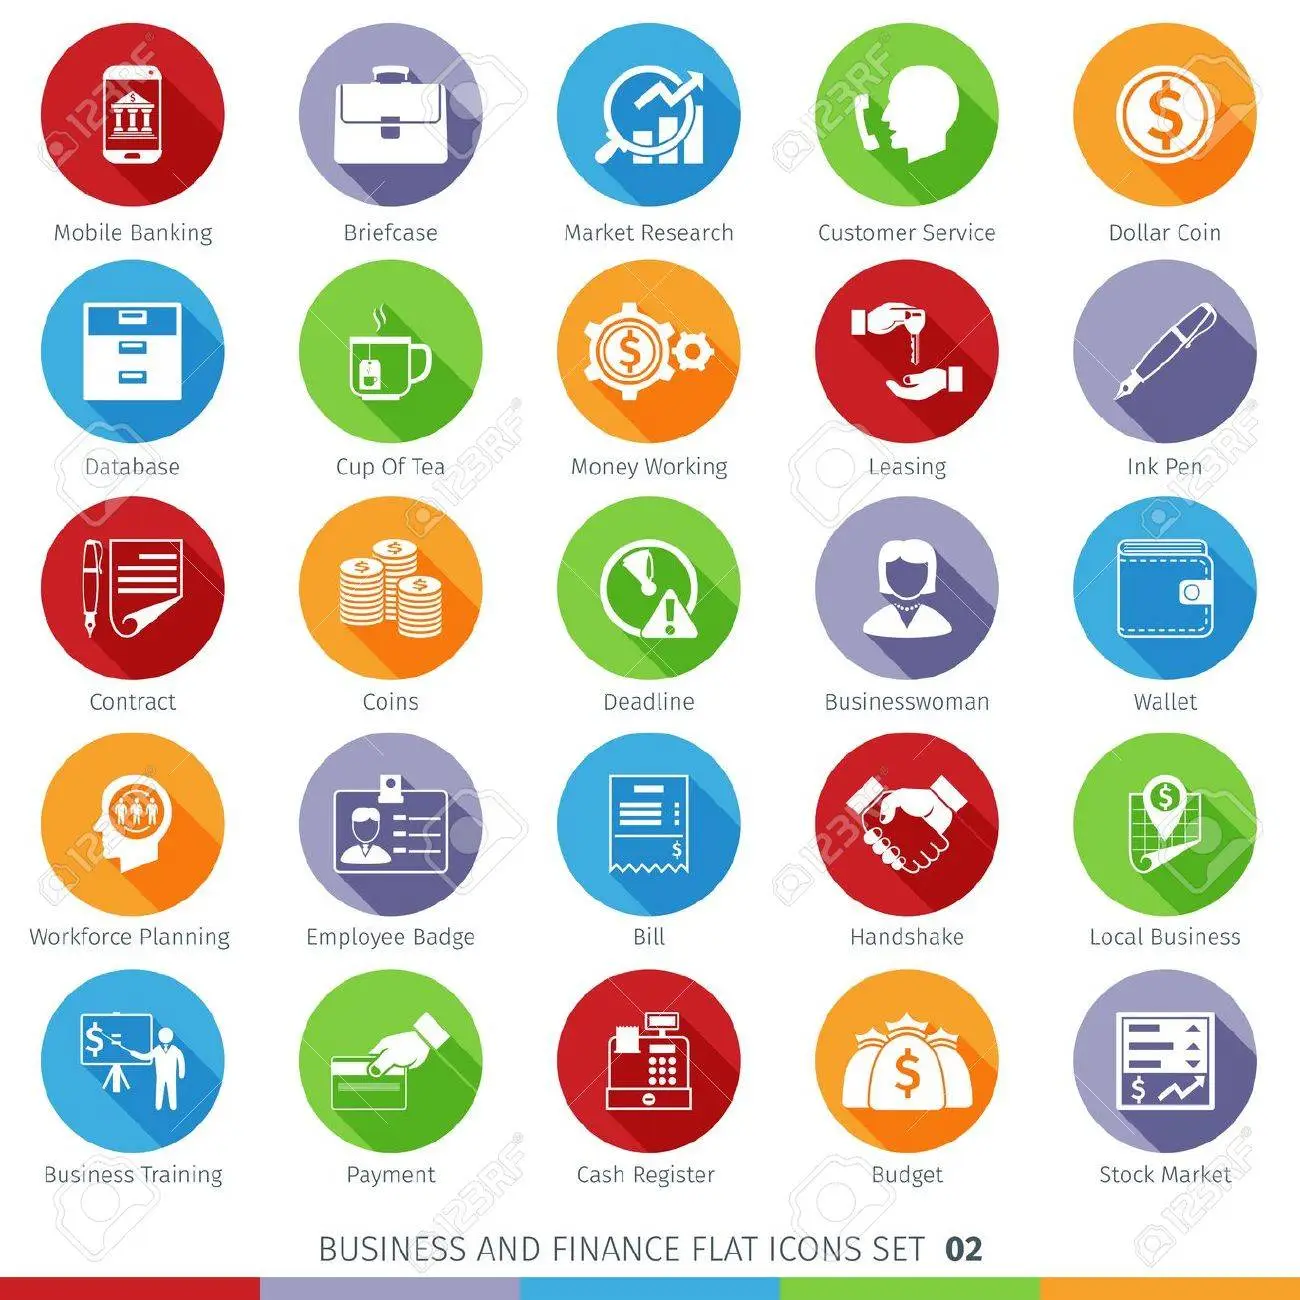 Mobile Banking Briefcase Market Research Customer Service Dollar Coin
Database Cup Of Tea Money Working Leasing Ink Pen
Contract Coins Deadline Businesswoman Wallet
Workforce Planning Employee Badge Bill Handshake Local Business
Business Training Payment Cash Register Budget Stock Market
BUSINESS AND FINANCE FLAT ICONS SET 02
123RF